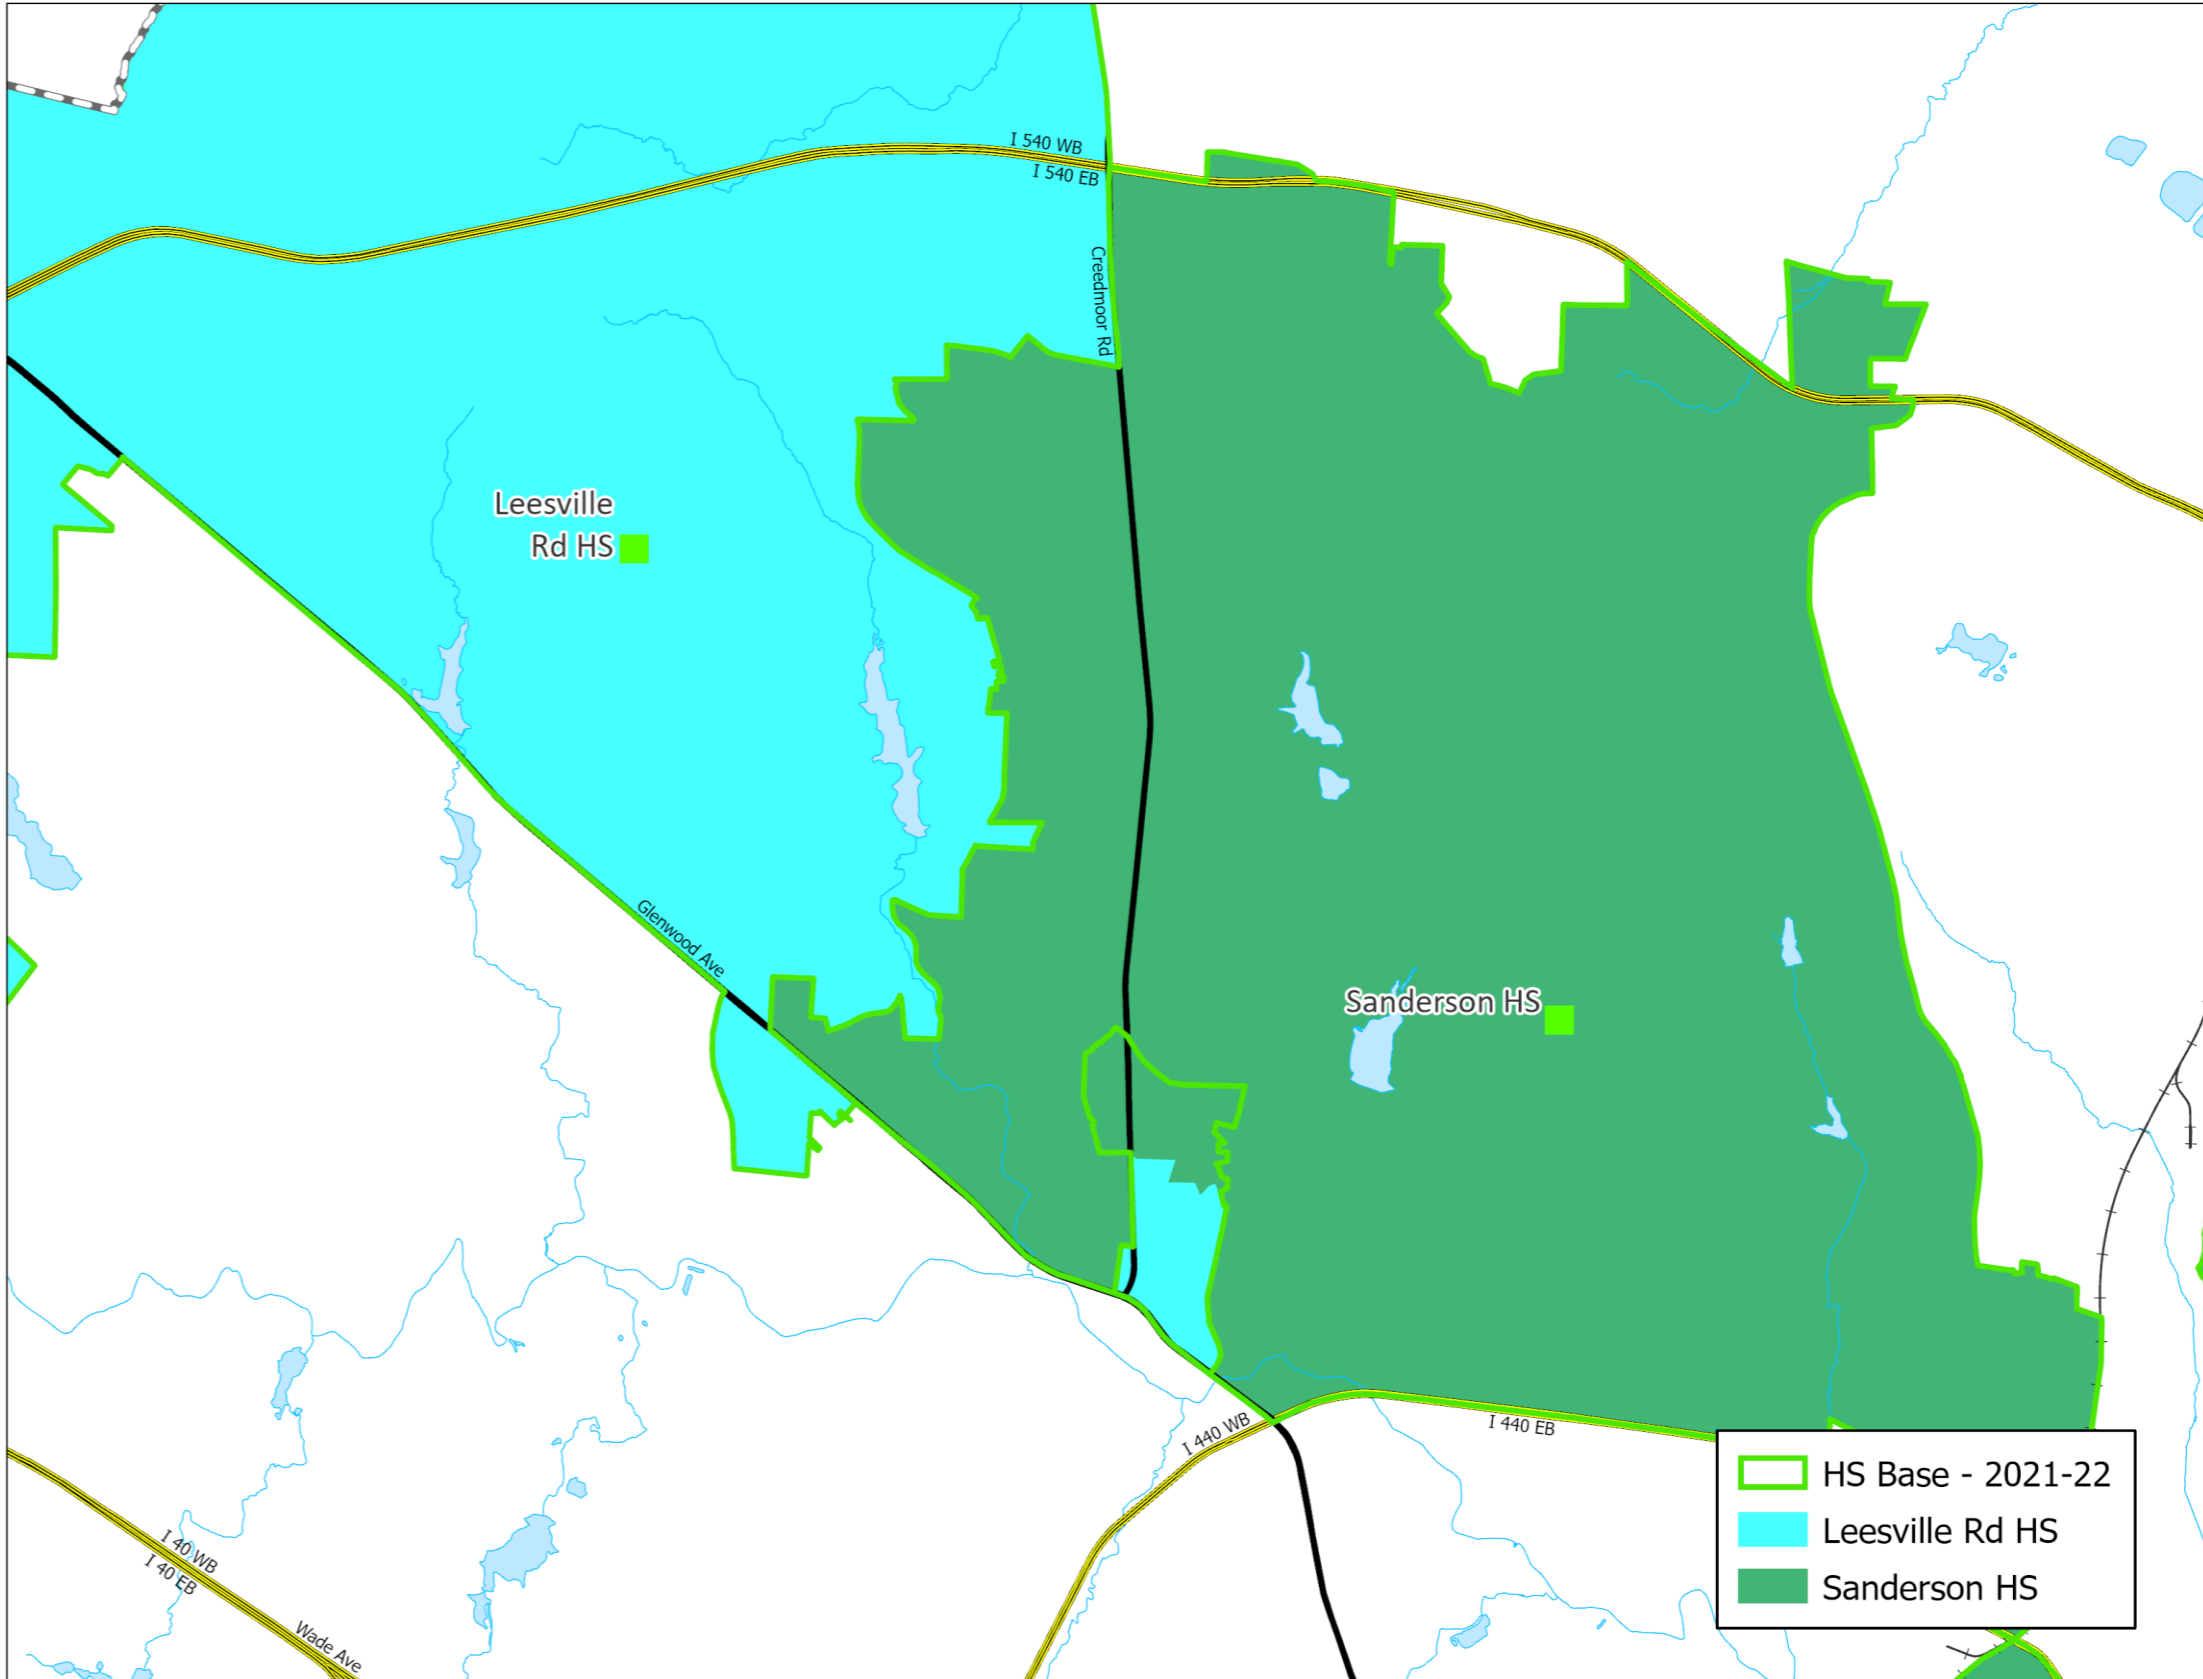 I 540 WB
I 540 EB
Creedmoor Rd
Leesville
Rd HS
Glenwood Ave
Sanderson HS
I 440 WB
I 440 EB
HS Base - 2021-22
Leesville Rd HS
Sanderson HS
I 40 WB
I 40 EB
Wade Ave